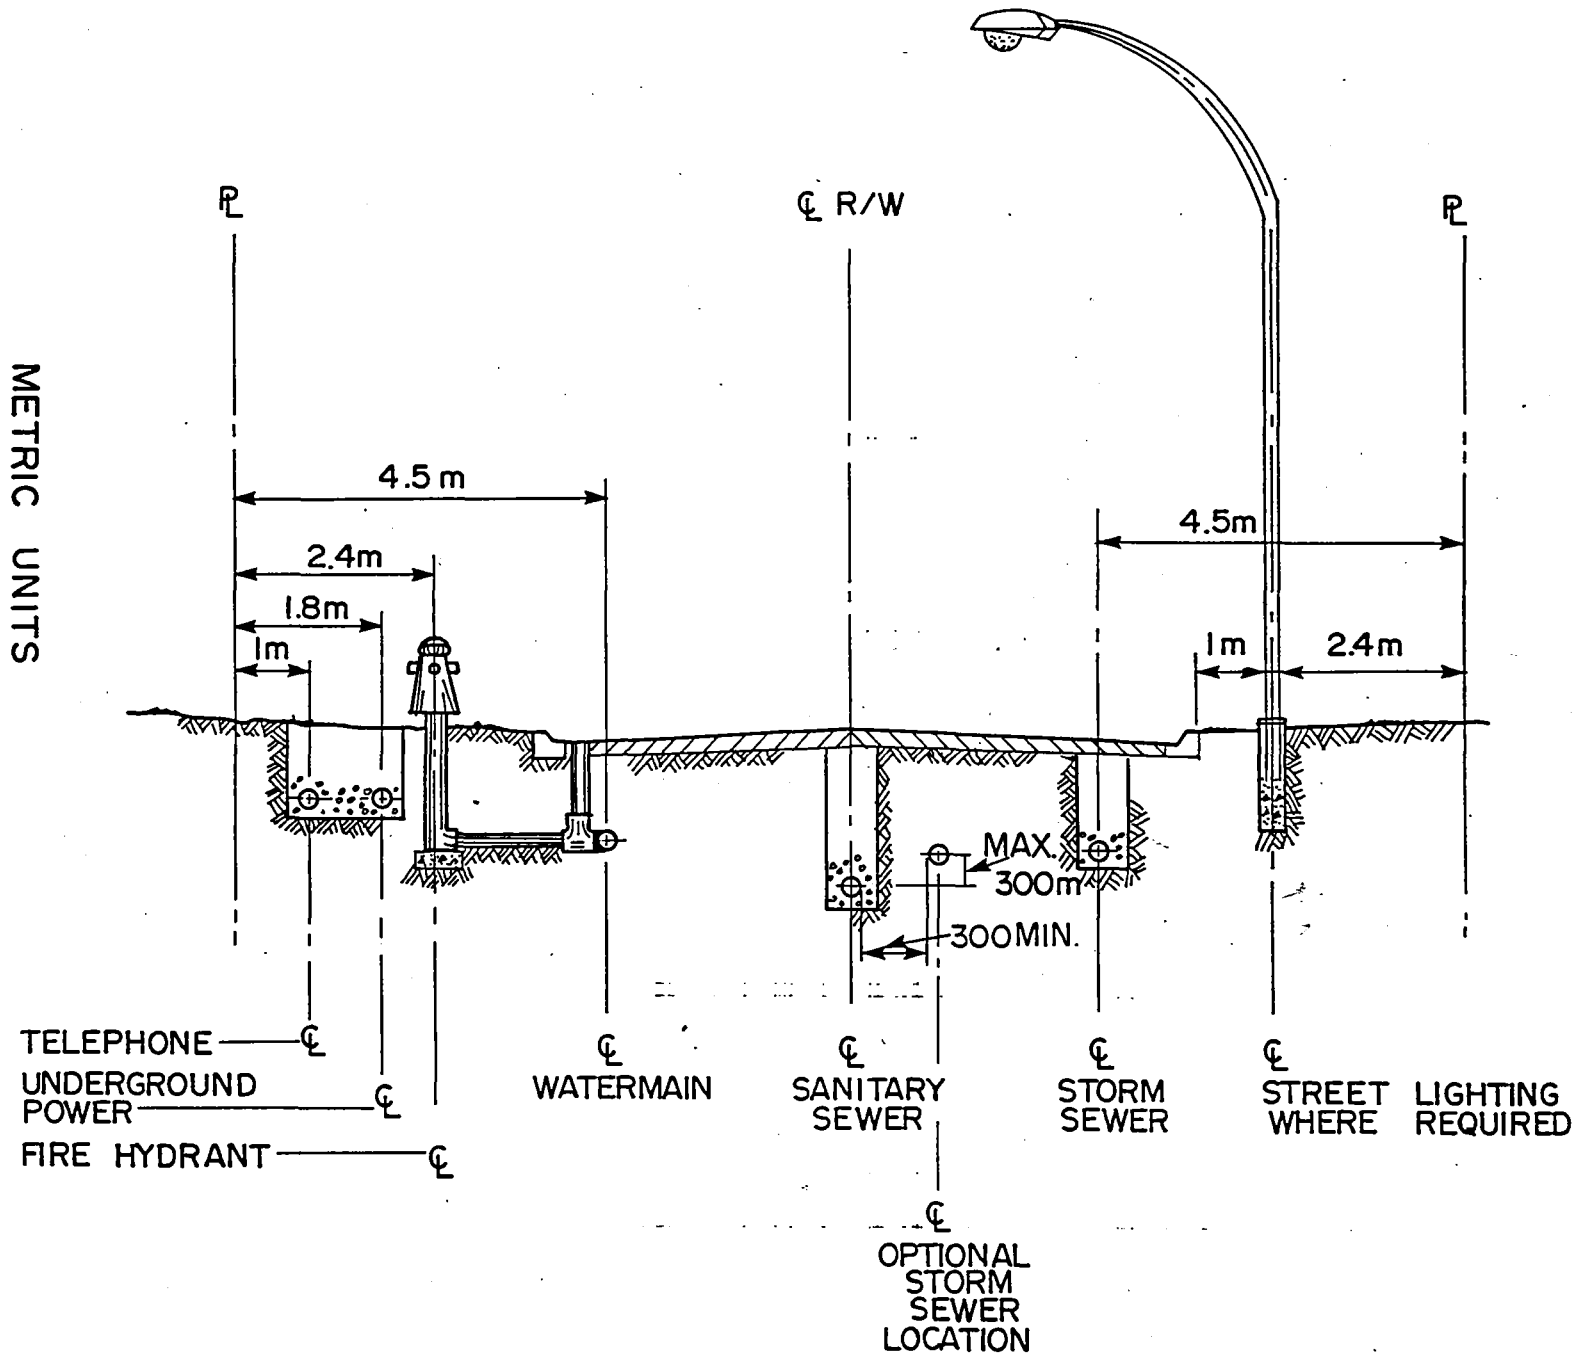 PL
CL R/W
PL
METRIC UNITS
4.5m
4.5m
2.4m
1.8m
1m
1m
2.4m
MAX.
300m
300MIN.
TELEPHONE CL
UNDERGROUND
POWER CL
FIRE HYDRANT CL
CL
WATERMAIN
CL
SANITARY
SEWER
CL
STORM
SEWER
CL
STREET LIGHTING
WHERE REQUIRED
CL
OPTIONAL
STORM
SEWER
LOCATION